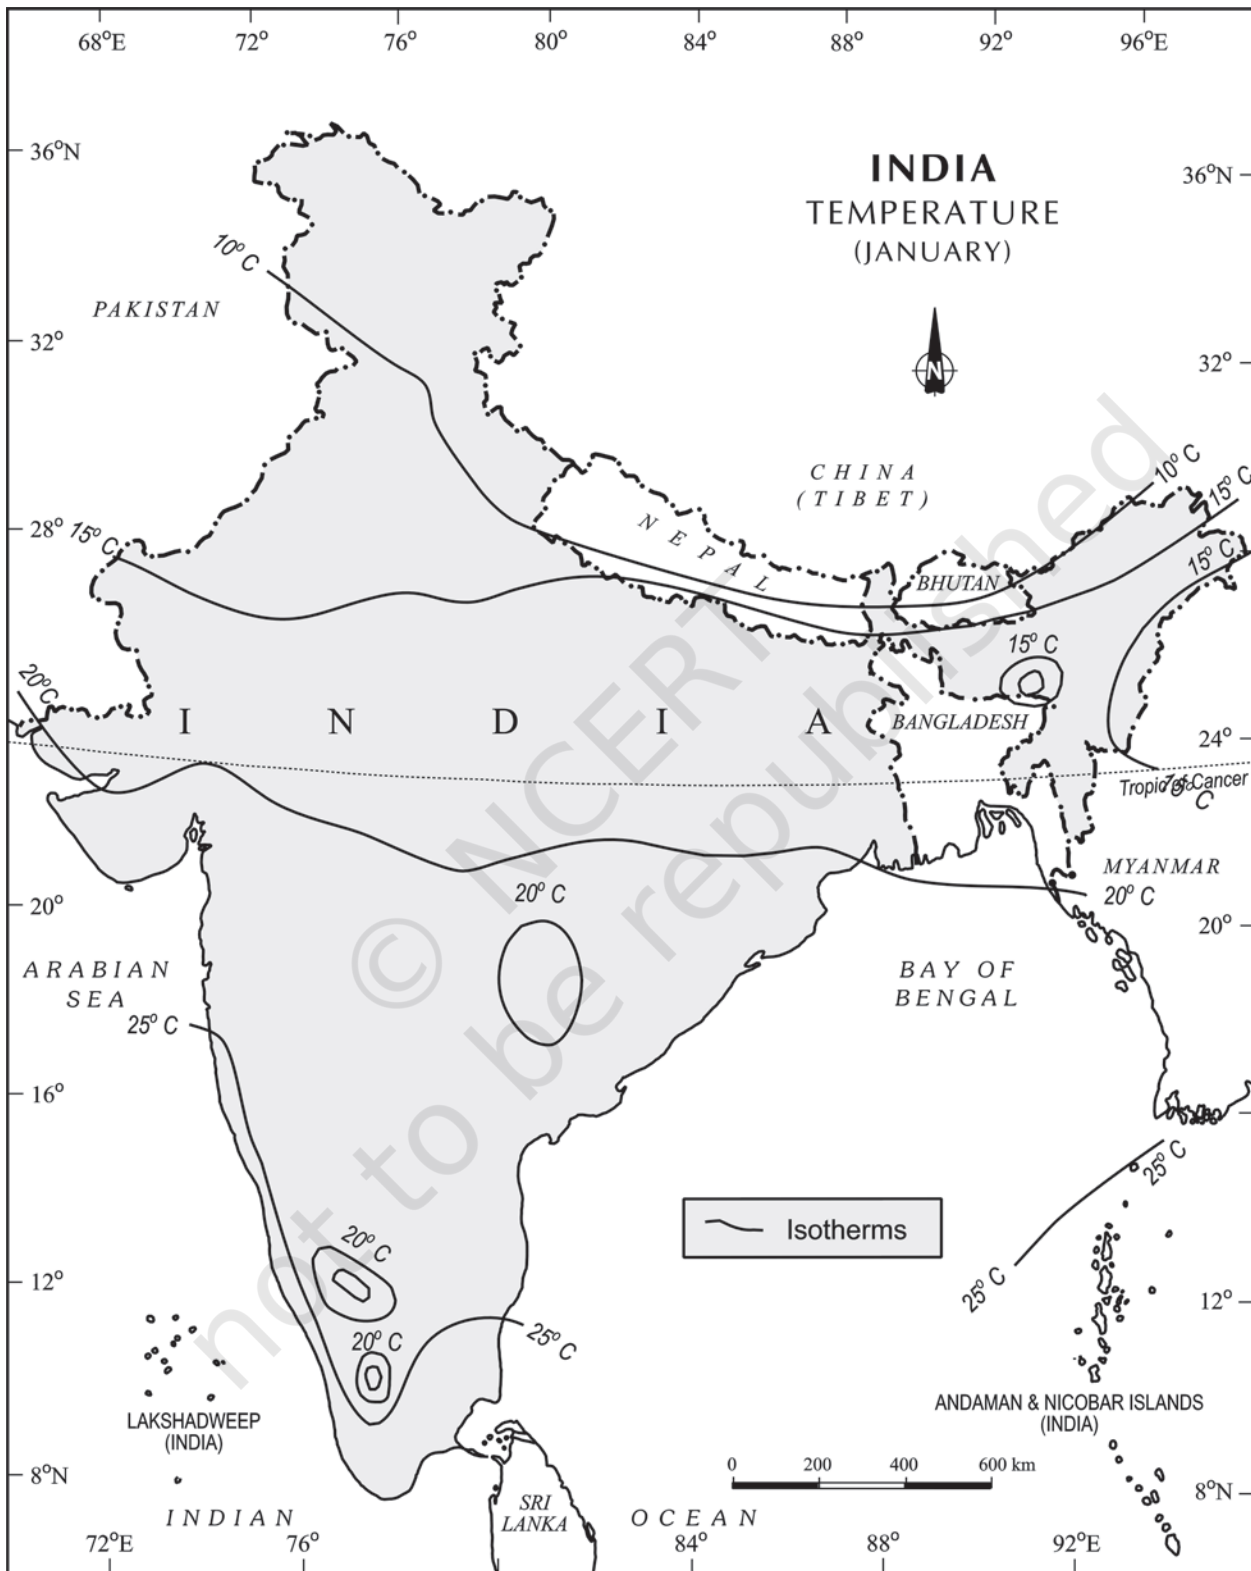 68°E 72° 76° 80° 84° 88° 92° 96°E
36°N
INDIA
TEMPERATURE
(JANUARY)
36°N
10° C
PAKISTAN
32°
N
32°
CHINA
(TIBET)
10° C
15° C
28°
15° C
NEPAL
BHUTAN
15° C
15° C
20° C
I N D I A
BANGLADESH
24°
Tropic of Cancer
MYANMAR
20° C
20°
20° C
20°
ARABIAN
SEA
BAY OF
BENGAL
25° C
16°
© NCERT
not to be republished
25° C
Isotherms
20° C
12°
25° C
12°
20° C
25° C
LAKSHADWEEP
(INDIA)
ANDAMAN & NICOBAR ISLANDS
(INDIA)
8°N
0 200 400 600 km
8°N
INDIAN
SRI
LANKA
OCEAN
72° 76° 84° 88° 92°E